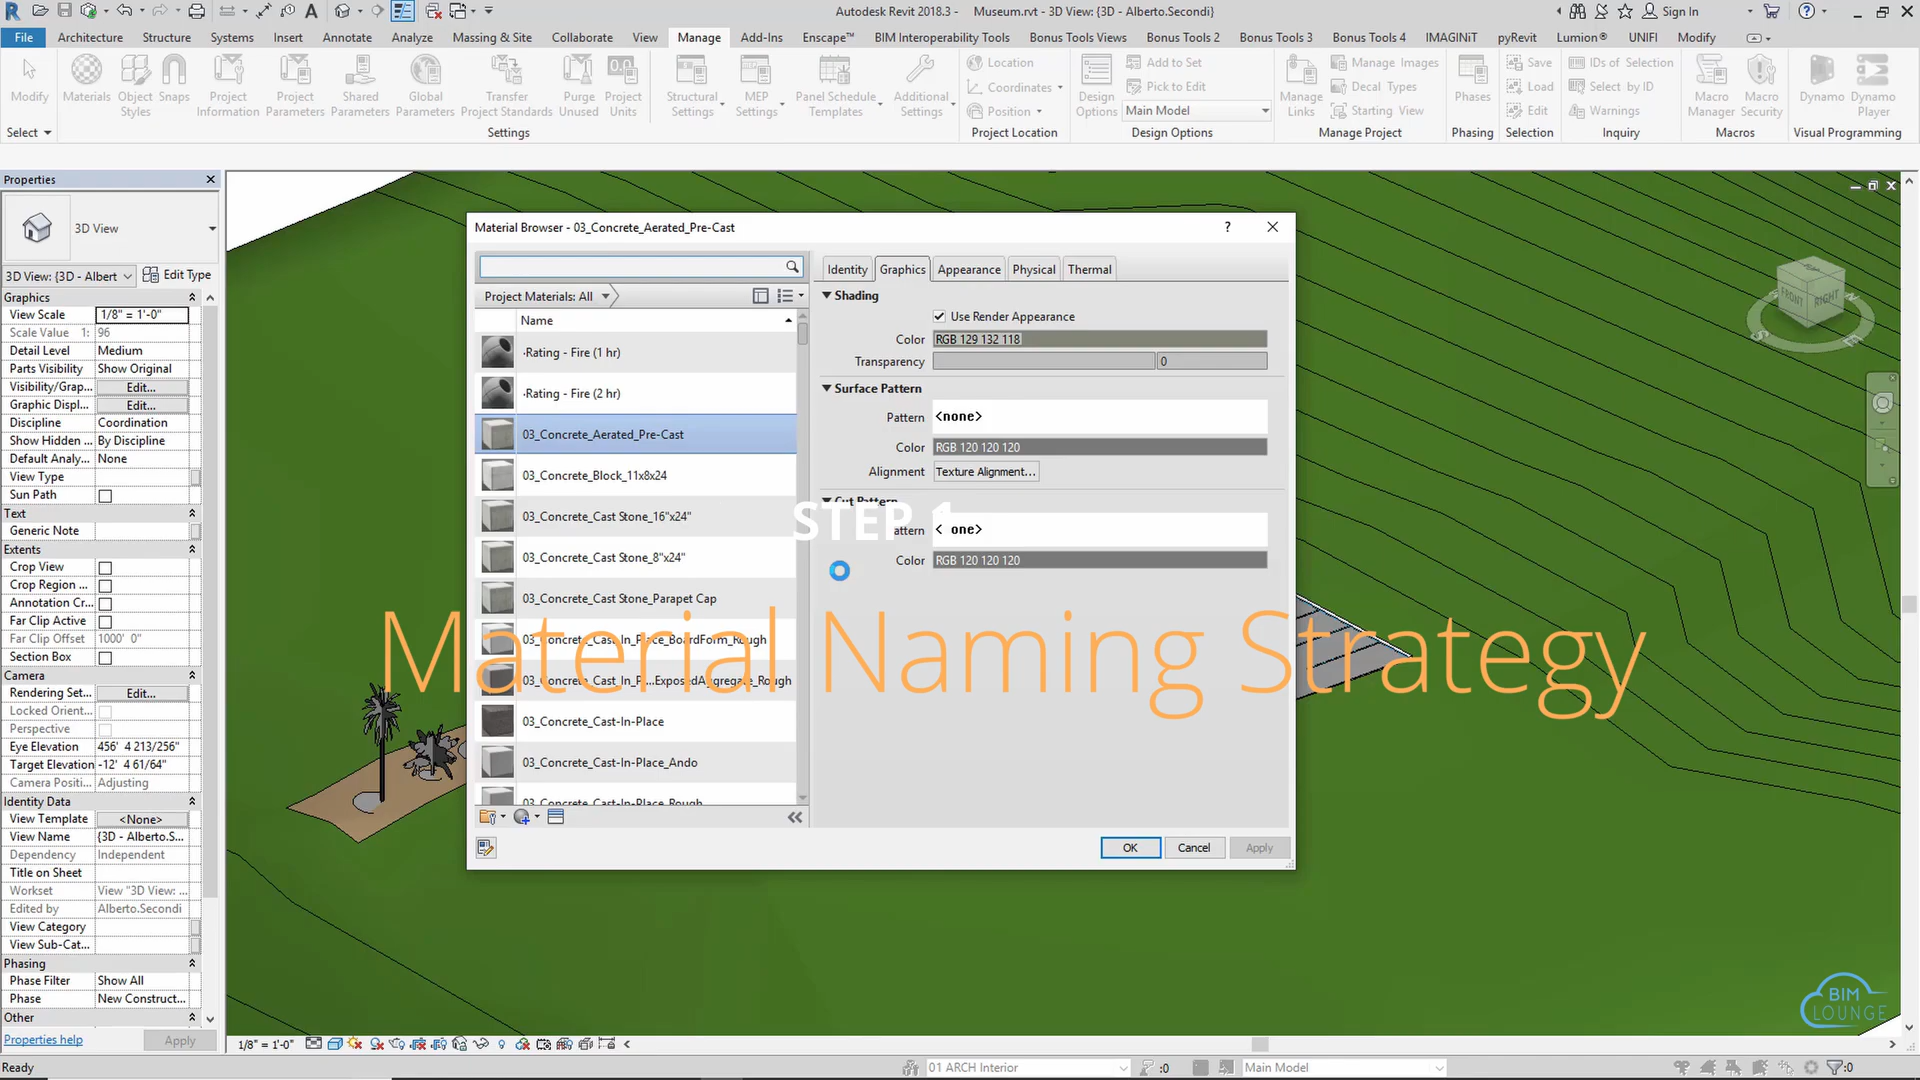 Autodesk Revit 2018.3 - Museum.rvt - 3D View: {3D - Alberto.Secondi}
Sign In
File Architecture Structure Systems Insert Annotate Analyze Massing & Site Collaborate View Manage Add-Ins Enscape™ BIM Interoperability Tools Bonus Tools Views Bonus Tools 2 Bonus Tools 3 Bonus Tools 4 IMAGINiT pyRevit Lumion® UNIFI Modify
Modify
Select
Materials
Object Styles
Snaps
Project Information
Project Parameters
Shared Parameters
Global Parameters
Transfer Project Standards
Purge Unused
Project Units
Settings
Structural Settings
MEP Settings
Panel Schedule Templates
Additional Settings
Location
Coordinates
Position
Project Location
Design Options
Add to Set
Pick to Edit
Main Model
Design Options
Manage Links
Manage Images
Decal Types
Starting View
Manage Project
Phases
Phasing
Save
Load
Edit
Selection
IDs of Selection
Select by ID
Warnings
Inquiry
Macro Manager
Macro Security
Macros
Dynamo
Dynamo Player
Visual Programming
Properties
3D View
3D View: {3D - Albert
Edit Type
Graphics
View Scale 1/8" = 1'-0"
Scale Value 1: 96
Detail Level Medium
Parts Visibility Show Original
Visibility/Grap... Edit...
Graphic Displ... Edit...
Discipline Coordination
Show Hidden ... By Discipline
Default Analy... None
View Type
Sun Path
Text
Generic Note
Extents
Crop View
Crop Region ...
Annotation Cr...
Far Clip Active
Far Clip Offset 1000' 0"
Section Box
Camera
Rendering Set... Edit...
Locked Orient...
Perspective
Eye Elevation 456' 4 213/256"
Target Elevation -12' 4 61/64"
Camera Positi... Adjusting
Identity Data
View Template <None>
View Name {3D - Alberto.S...
Dependency Independent
Title on Sheet
Workset View "3D View: ...
Edited by Alberto.Secondi
View Category
View Sub-Cat...
Phasing
Phase Filter Show All
Phase New Construct...
Other
Properties help
Apply
Material Browser - 03_Concrete_Aerated_Pre-Cast
?
Project Materials: All
Name
.Rating - Fire (1 hr)
.Rating - Fire (2 hr)
03_Concrete_Aerated_Pre-Cast
03_Concrete_Block_11x8x24
03_Concrete_Cast Stone_16"x24"
03_Concrete_Cast Stone_8"x24"
03_Concrete_Cast Stone_Parapet Cap
03_Concrete_Cast_In_Place_BoardForm_Rough
03_Concrete_Cast_In_P...ExposedAggregate_Rough
03_Concrete_Cast-In-Place
03_Concrete_Cast-In-Place_Ando
03_Concrete_Cast-In-Place_Rough
Identity Graphics Appearance Physical Thermal
Shading
Use Render Appearance
Color RGB 129 132 118
Transparency 0
Surface Pattern
Pattern <none>
Color RGB 120 120 120
Alignment Texture Alignment...
Cut Pattern
attern < one>
Color RGB 120 120 120
OK Cancel Apply
STEP 1
Material Naming Strategy
FRONT RIGHT
BIM LOUNGE
1/8" = 1'-0"
Ready
01 ARCH Interior
:0
Main Model
:0